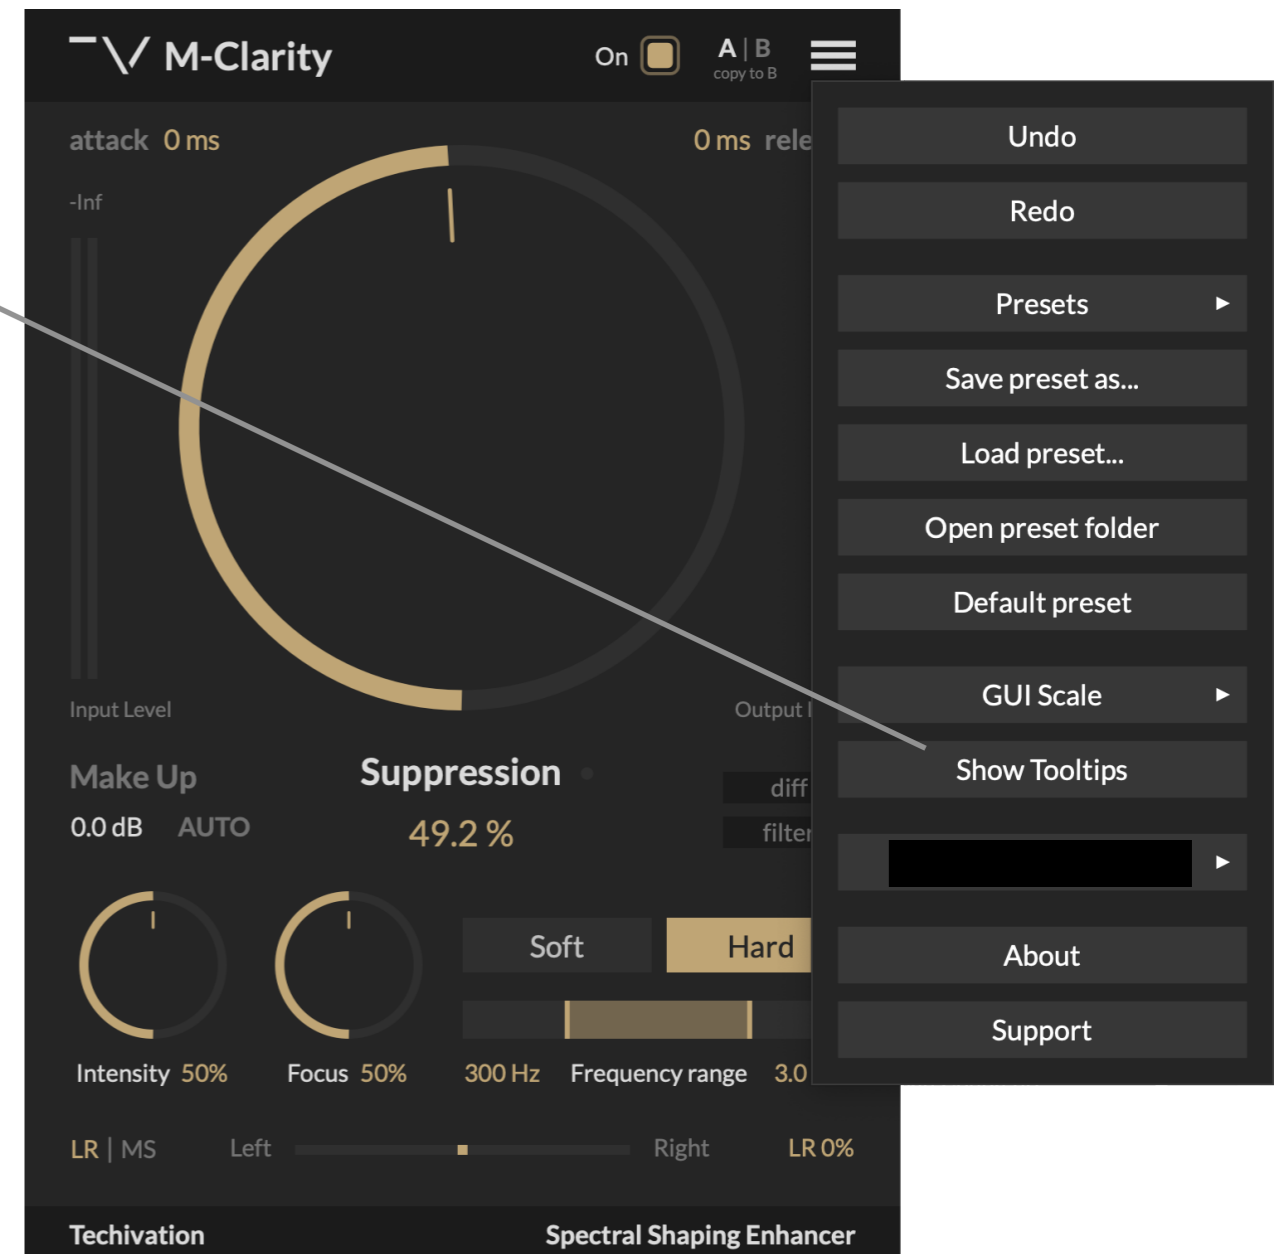 M-Clarity
On
A | B
copy to B
attack 0 ms
0 ms rele
-Inf
Input Level
Output
Make Up
0.0 dB AUTO
Suppression
49.2 %
diff
filter
Soft
Hard
Intensity 50%
Focus 50%
300 Hz Frequency range 3.0
LR | MS
Left
Right
LR 0%
Techivation
Spectral Shaping Enhancer
Undo
Redo
Presets
Save preset as...
Load preset...
Open preset folder
Default preset
GUI Scale
Show Tooltips
About
Support